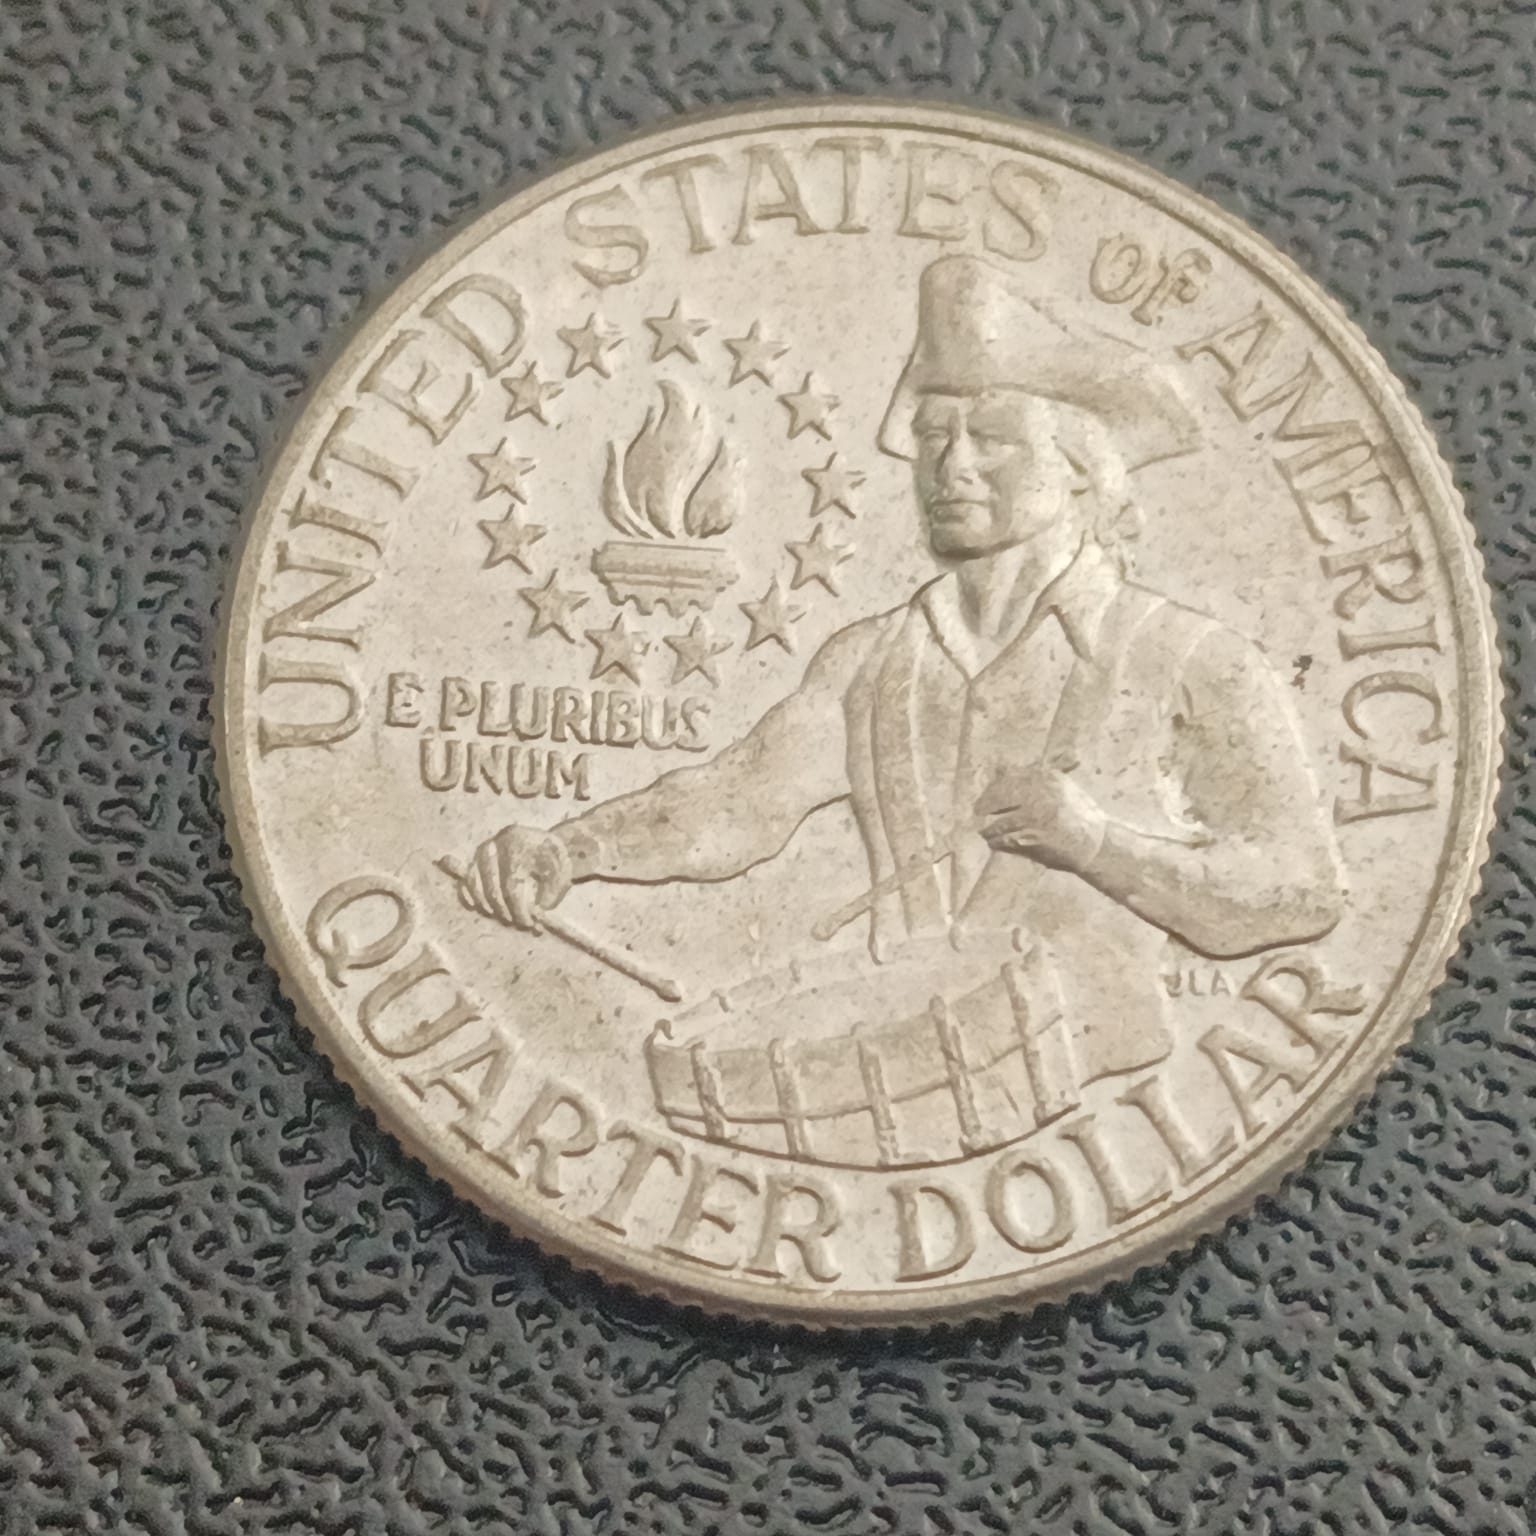 UNITED STATES of AMERICA
E PLURIBUS
UNUM
JLA
QUARTER DOLLAR